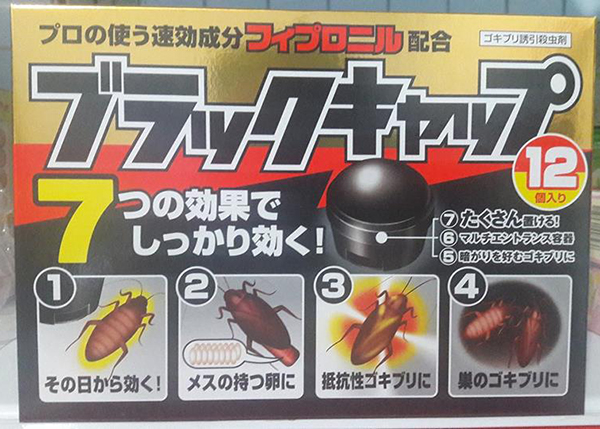 プロの使う速効成分フィプロニル配合
ゴキブリ誘引殺虫剤
ブラックキャップ
12
個入り
7つの効果で
しっかり効く!
⑦たくさん置ける!
⑥マルチエントランス容器
⑤暗がりを好むゴキブリに
①
その日から効く!
②
メスの持つ卵に
③
抵抗性ゴキブリに
④
巣のゴキブリに